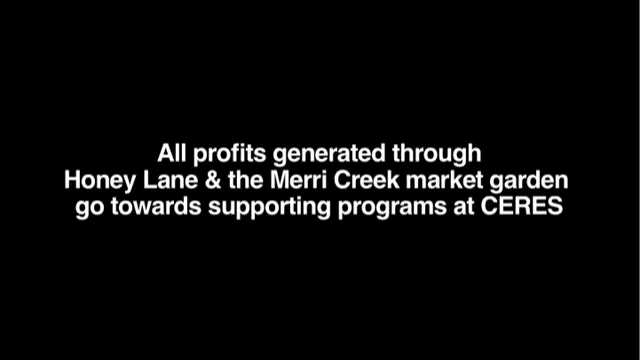 All profits generated through
Honey Lane & the Merri Creek market garden
go towards supporting programs at CERES